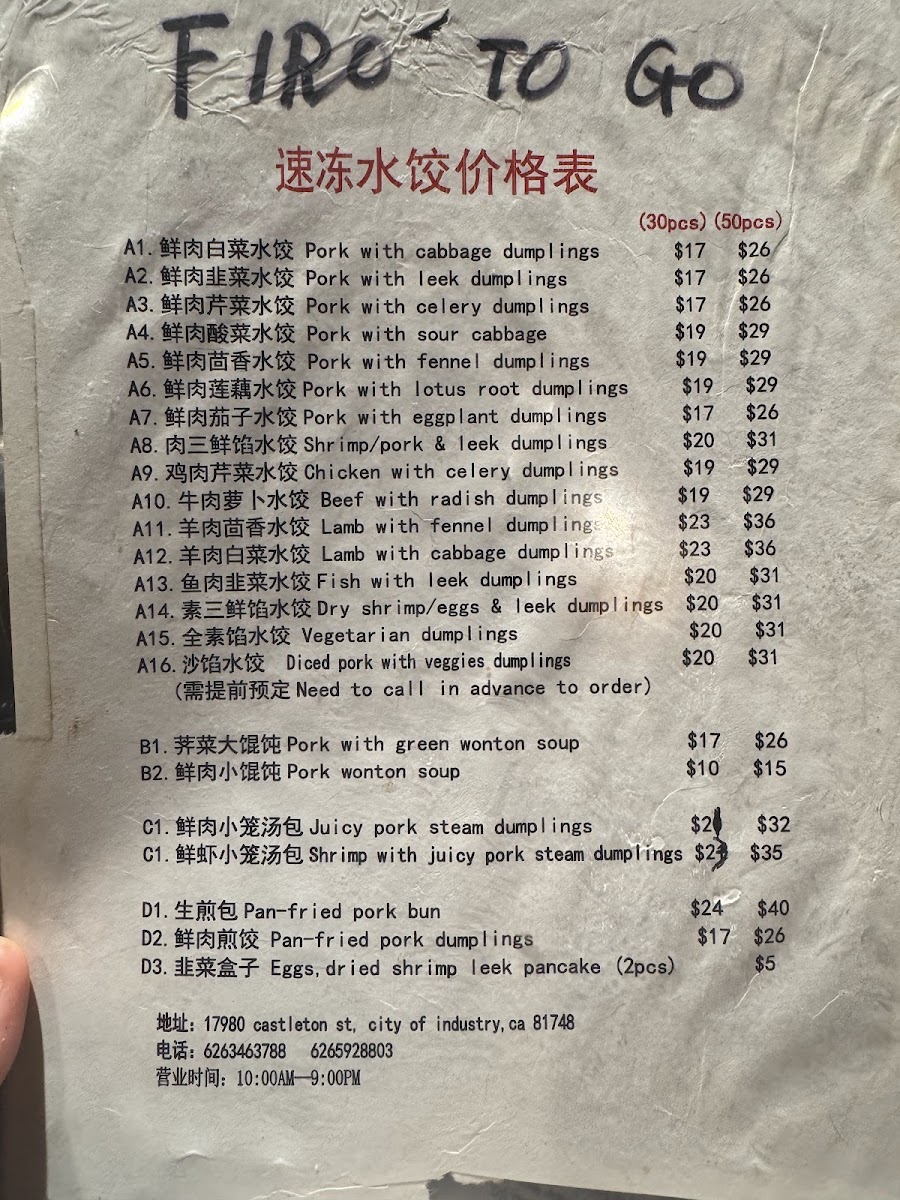 FIRO' TO GO
速冻水饺价格表
(30pcs) (50pcs)
A1. 鲜肉白菜水饺 Pork with cabbage dumplings $17 $26
A2. 鲜肉韭菜水饺 Pork with leek dumplings $17 $26
A3. 鲜肉芹菜水饺 Pork with celery dumplings $17 $26
A4. 鲜肉酸菜水饺 Pork with sour cabbage $19 $29
A5. 鲜肉茴香水饺 Pork with fennel dumplings $19 $29
A6. 鲜肉莲藕水饺 Pork with lotus root dumplings $19 $29
A7. 鲜肉茄子水饺 Pork with eggplant dumplings $17 $26
A8. 肉三鲜馅水饺 Shrimp/pork & leek dumplings $20 $31
A9. 鸡肉芹菜水饺 Chicken with celery dumplings $19 $29
A10. 牛肉萝卜水饺 Beef with radish dumplings $19 $29
A11. 羊肉茴香水饺 Lamb with fennel dumplings $23 $36
A12. 羊肉白菜水饺 Lamb with cabbage dumplings $23 $36
A13. 鱼肉韭菜水饺 Fish with leek dumplings $20 $31
A14. 素三鲜馅水饺 Dry shrimp/eggs & leek dumplings $20 $31
A15. 全素馅水饺 Vegetarian dumplings $20 $31
A16. 沙馅水饺 Diced pork with veggies dumplings $20 $31
(需提前预定 Need to call in advance to order)
B1. 荠菜大馄饨 Pork with green wonton soup $17 $26
B2. 鲜肉小馄饨 Pork wonton soup $10 $15
C1. 鲜肉小笼汤包 Juicy pork steam dumplings $32
C1. 鲜虾小笼汤包 Shrimp with juicy pork steam dumplings $35
D1. 生煎包 Pan-fried pork bun $24 $40
D2. 鲜肉煎饺 Pan-fried pork dumplings $17 $26
D3. 韭菜盒子 Eggs,dried shrimp leek pancake (2pcs) $5
地址: 17980 castleton st, city of industry,ca 81748
电话: 6263463788 6265928803
营业时间: 10:00AM—9:00PM